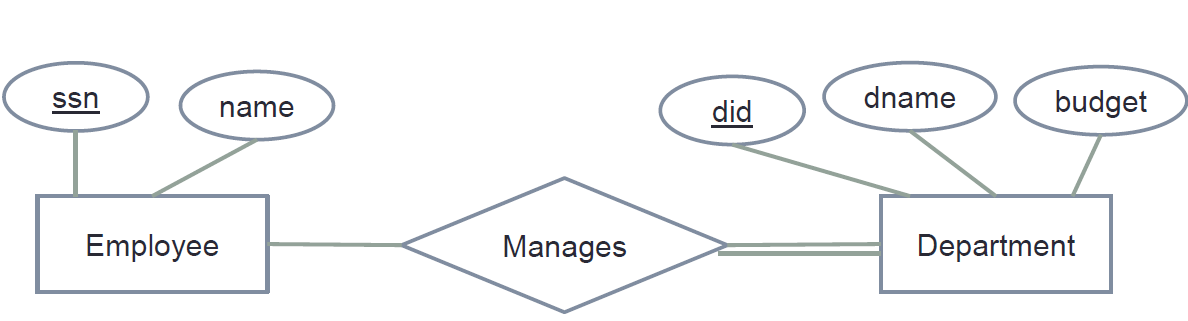 ssn
name
did
dname
budget
Employee
Manages
Department